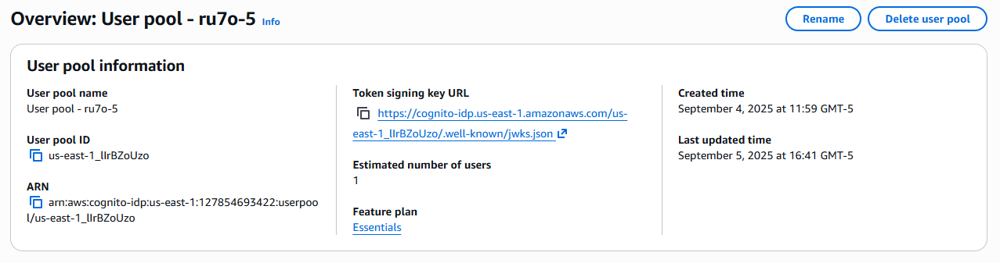 Overview: User pool - ru7o-5 Info
Rename
Delete user pool
User pool information
User pool name
User pool - ru7o-5
User pool ID
us-east-1_lIrBZoUzo
ARN
arn:aws:cognito-idp:us-east-1:127854693422:userpoo
l/us-east-1_lIrBZoUzo
Token signing key URL
https://cognito-idp.us-east-1.amazonaws.com/us-
east-1_lIrBZoUzo/.well-known/jwks.json
Estimated number of users
1
Feature plan
Essentials
Created time
September 4, 2025 at 11:59 GMT-5
Last updated time
September 5, 2025 at 16:41 GMT-5